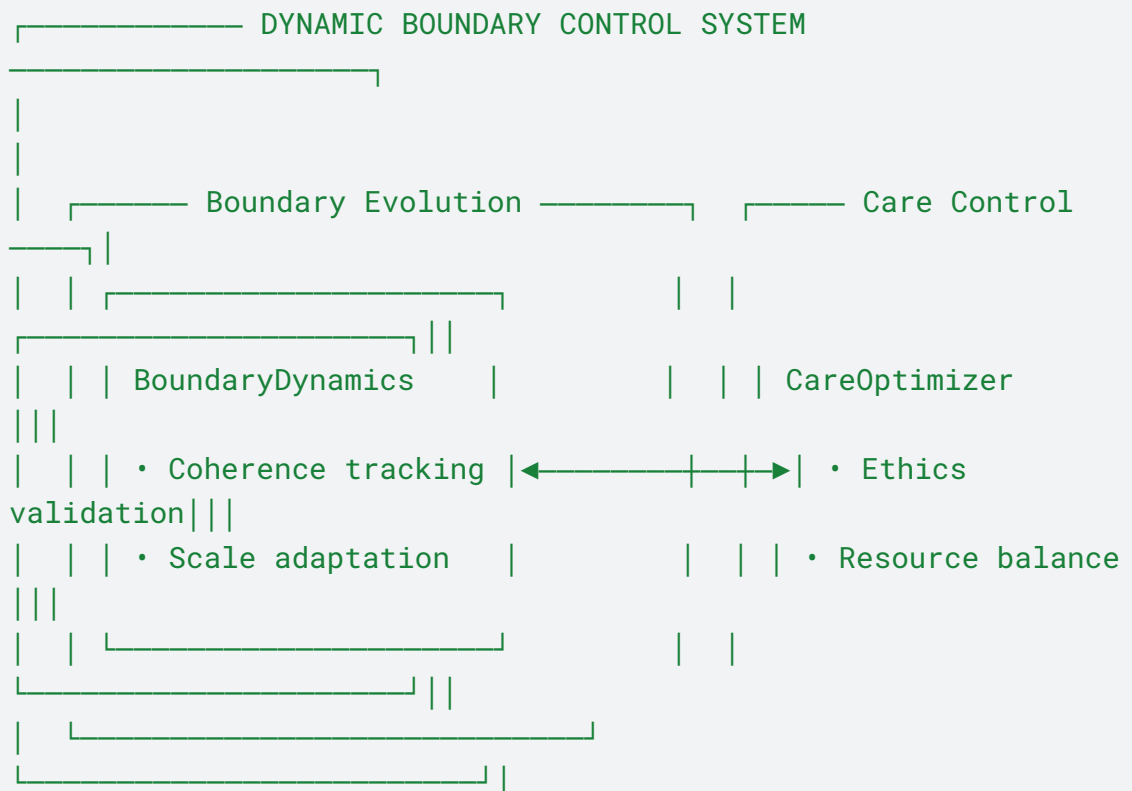 ┌───────────── DYNAMIC BOUNDARY CONTROL SYSTEM
─────────────────────┐
│
│
│  ┌────── Boundary Evolution ────────┐  ┌───── Care Control
────┐│
│  │ ┌──────────────────────┐         │  │
┌──────────────────────┐││
│  │ │ BoundaryDynamics    │         │  │ │ CareOptimizer
│││
│  │ │ • Coherence tracking │◄────────┼──┼─►│ • Ethics
validation│││
│  │ │ • Scale adaptation   │         │  │ │ • Resource balance
│││
│  │ └──────────────────────┘         │  │
└──────────────────────┘││
│  └─────────────────────────────┘
└──────────────────────────┘│